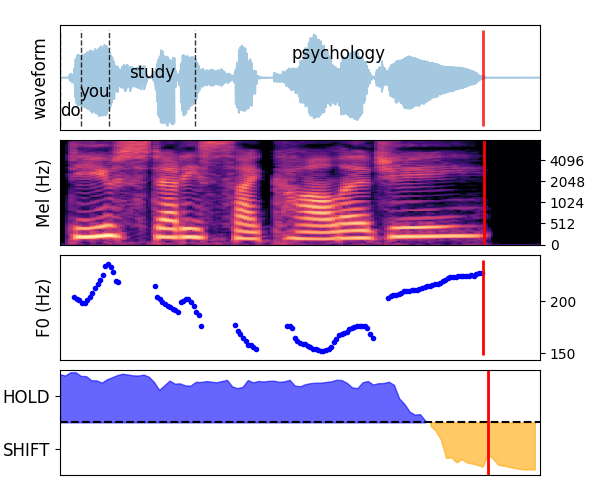 waveform
do
you
study
psychology
Mel (Hz)
4096
2048
1024
512
0
F0 (Hz)
200
150
HOLD
SHIFT